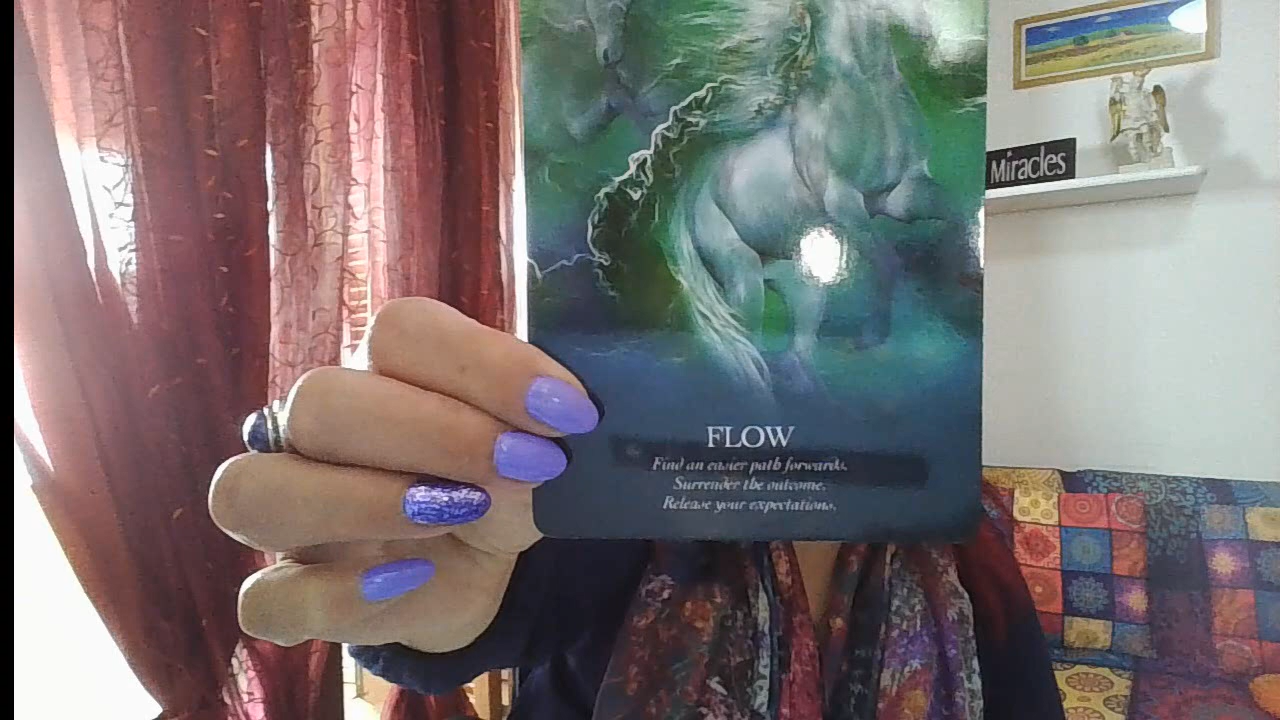 Miracles
FLOW
Find an easier path forwards.
Surrender the outcome.
Release your expectations.